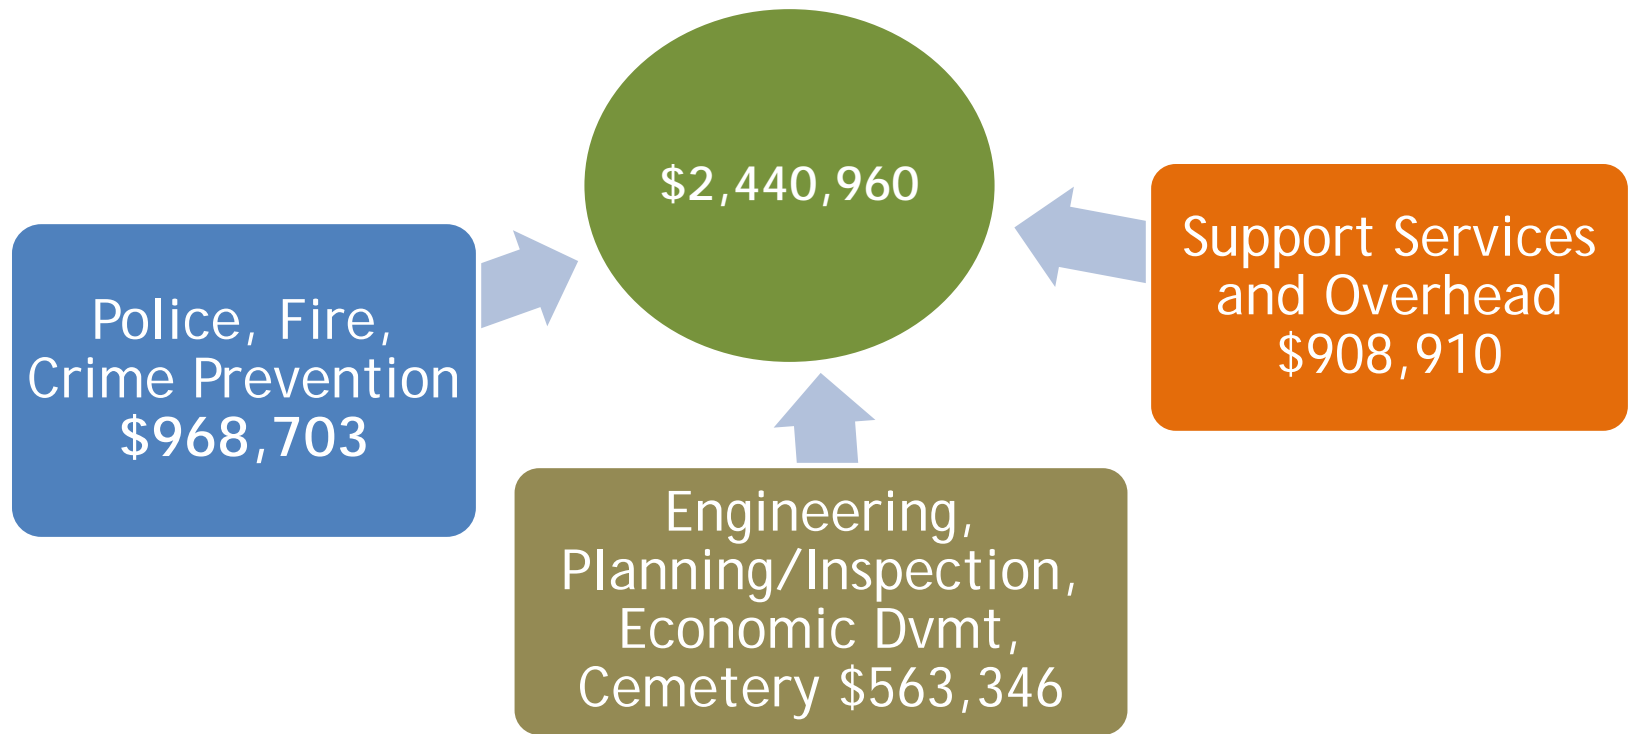 $2,440,960
Police, Fire,
Crime Prevention
$968,703
Engineering,
Planning/Inspection,
Economic Dvmt,
Cemetery $563,346
Support Services
and Overhead
$908,910